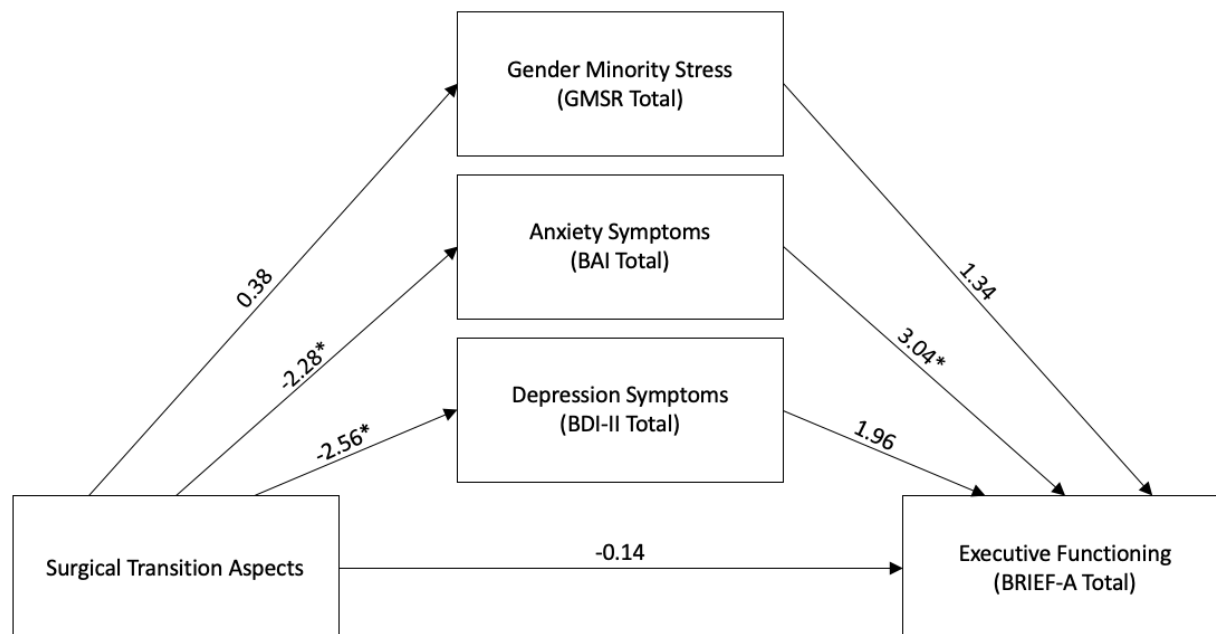 Gender Minority Stress
(GMSR Total)
Anxiety Symptoms
(BAI Total)
Depression Symptoms
(BDI-II Total)
0.38
-2.28*
-2.56*
1.34
3.04*
1.96
Surgical Transition Aspects
-0.14
Executive Functioning
(BRIEF-A Total)